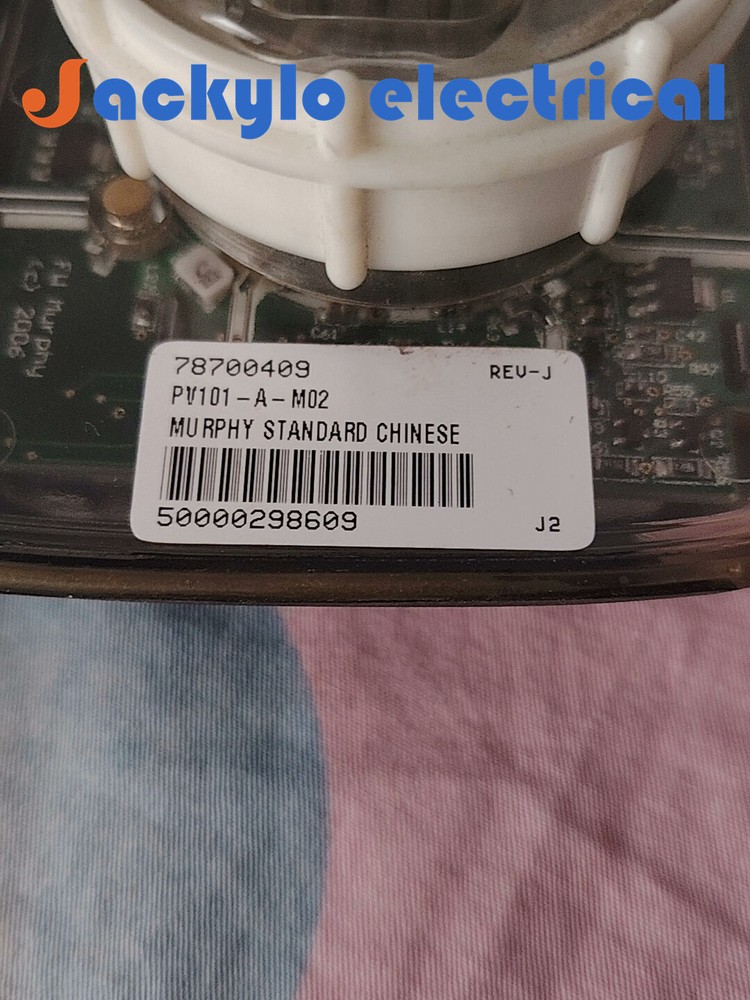 Jackylo electrical
FW Murphy
(c) 2006
78700409
REV-J
PV101-A-M02
MURPHY STANDARD CHINESE
50000298609
J2